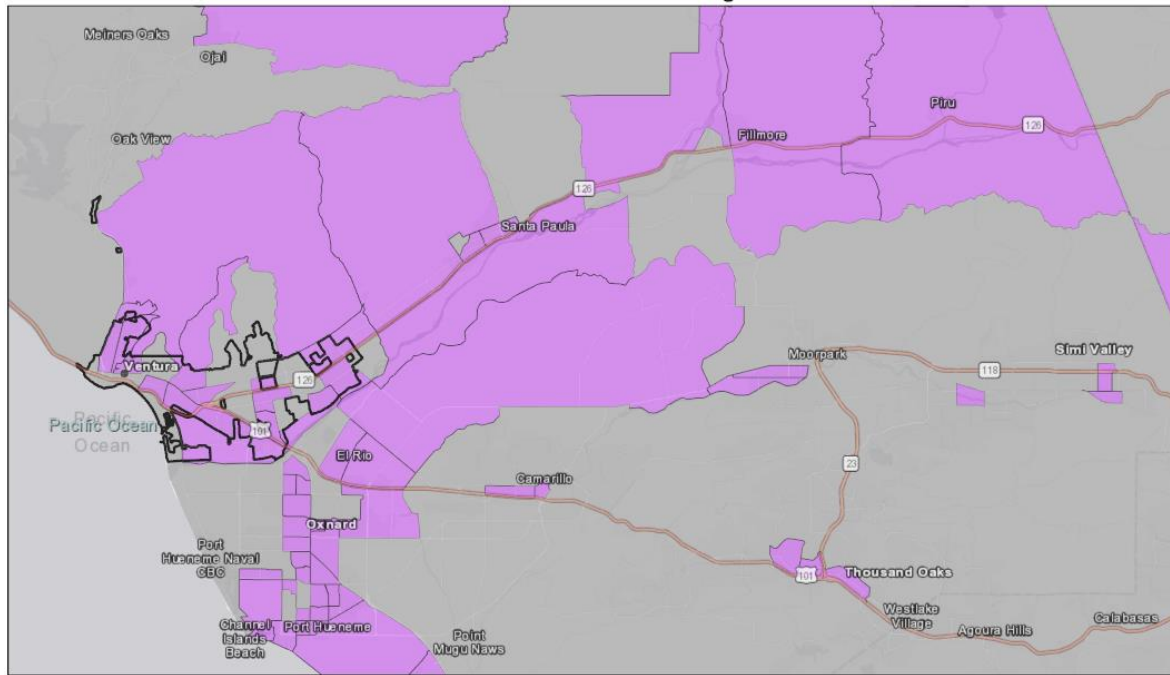 Meiners Oaks
Ojai
Oak View
Piru
126
Fillmore
126
Santa Paula
Ventura
126
Moorpark
118
Simi Valley
Pacific Ocean
Pacific
Ocean
101
El Rio
23
Camarillo
Oxnard
Port
Hueneme Naval
CBC
101
Thousand Oaks
Westlake
Village
Calabasas
Channel
Islands
Beach
Port Hueneme
Point
Mugu Naws
Agoura Hills